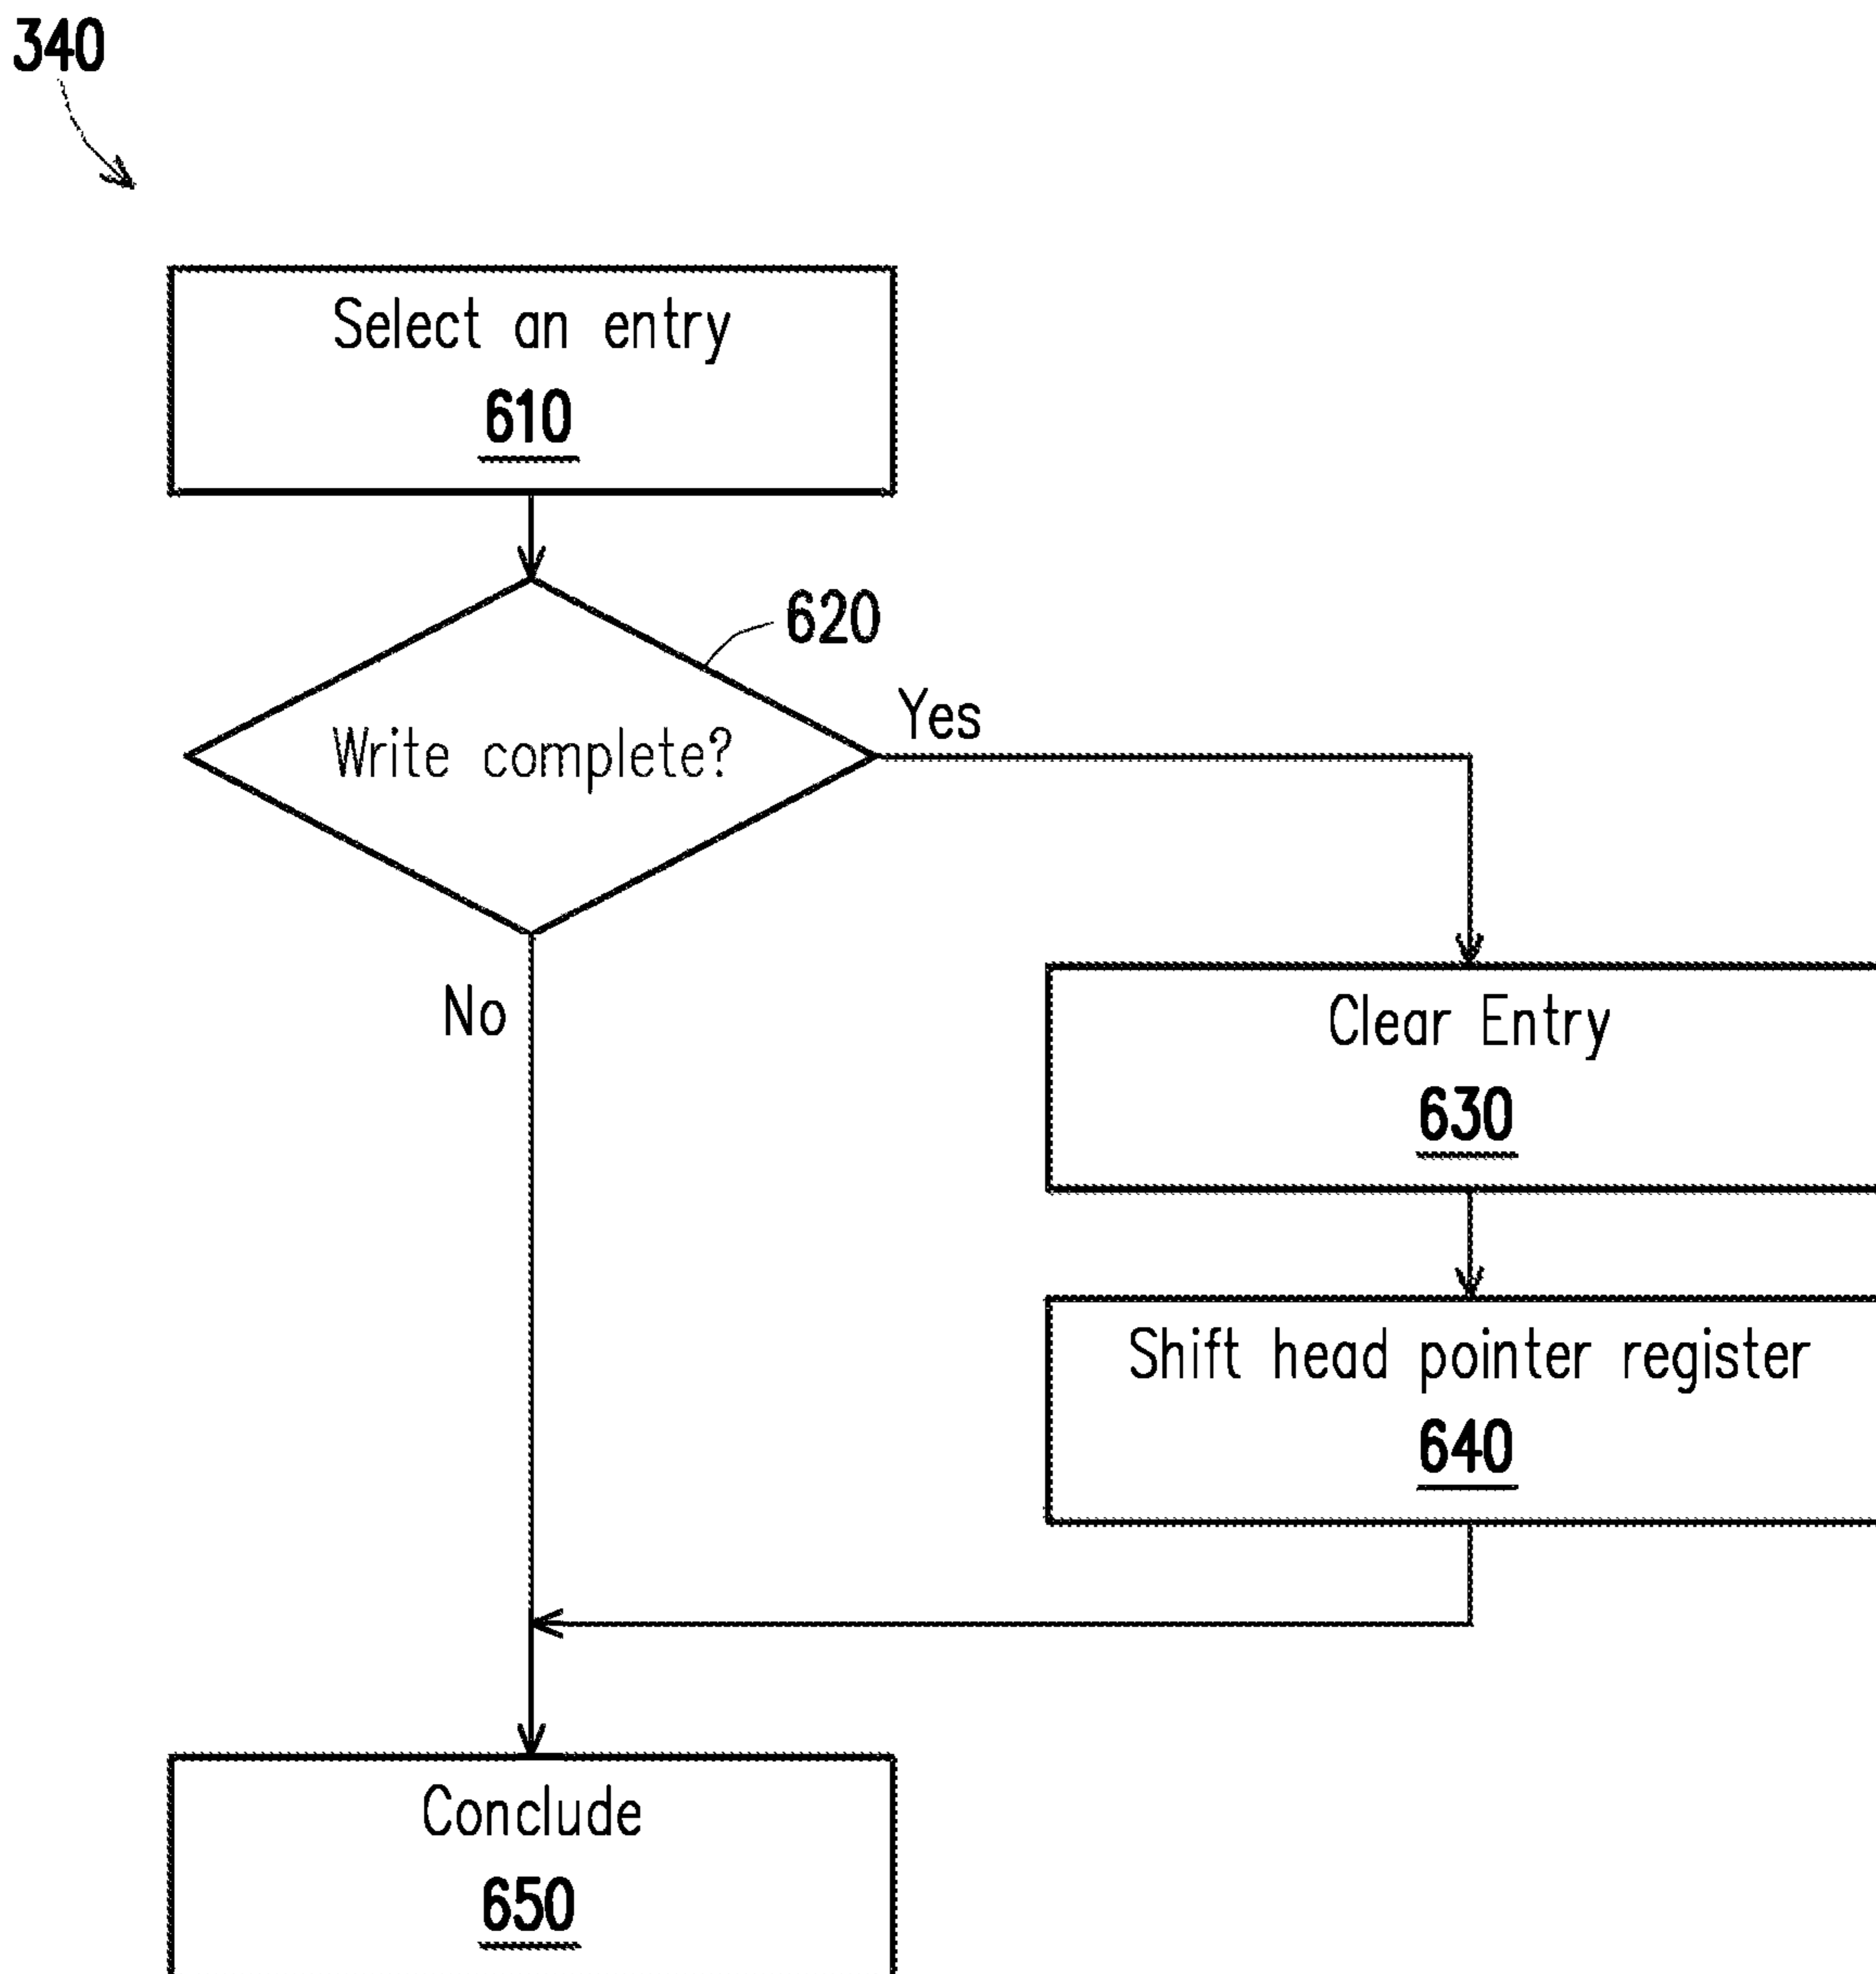 340
Select an entry
610
620
Write complete?
Yes
No
Clear Entry
630
Shift head pointer register
640
Conclude
650